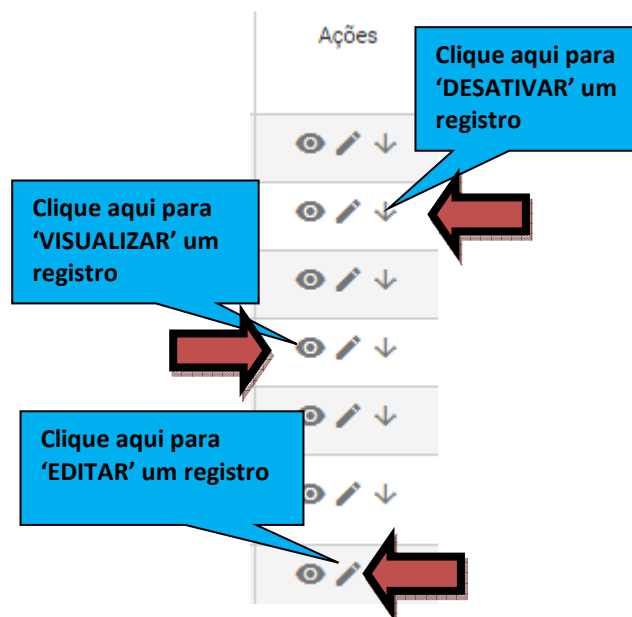 Ações
Clique aqui para
‘DESATIVAR’ um
registro
Clique aqui para
‘VISUALIZAR’ um
registro
Clique aqui para
‘EDITAR’ um registro